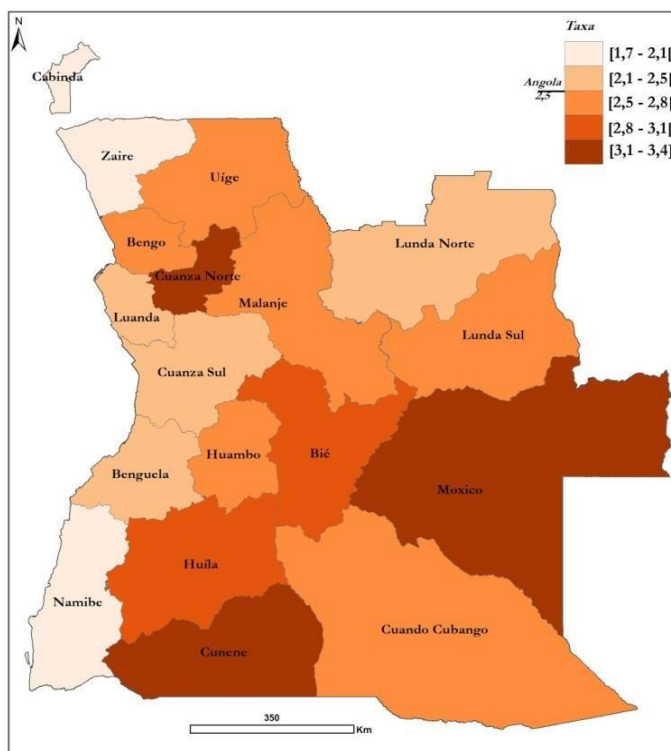 N
Taxa
[1,7 - 2,1[
[2,1 - 2,5[
Angola
2,5
[2,5 - 2,8[
[2,8 - 3,1[
[3,1 - 3,4]
Cabinda
Zaire
Uíge
Bengo
Lunda Norte
Cuanza Norte
Malanje
Luanda
Lunda Sul
Cuanza Sul
Huambo
Bié
Benguela
Moxico
Huíla
Namibe
Cuando Cubango
Cunene
350
Km